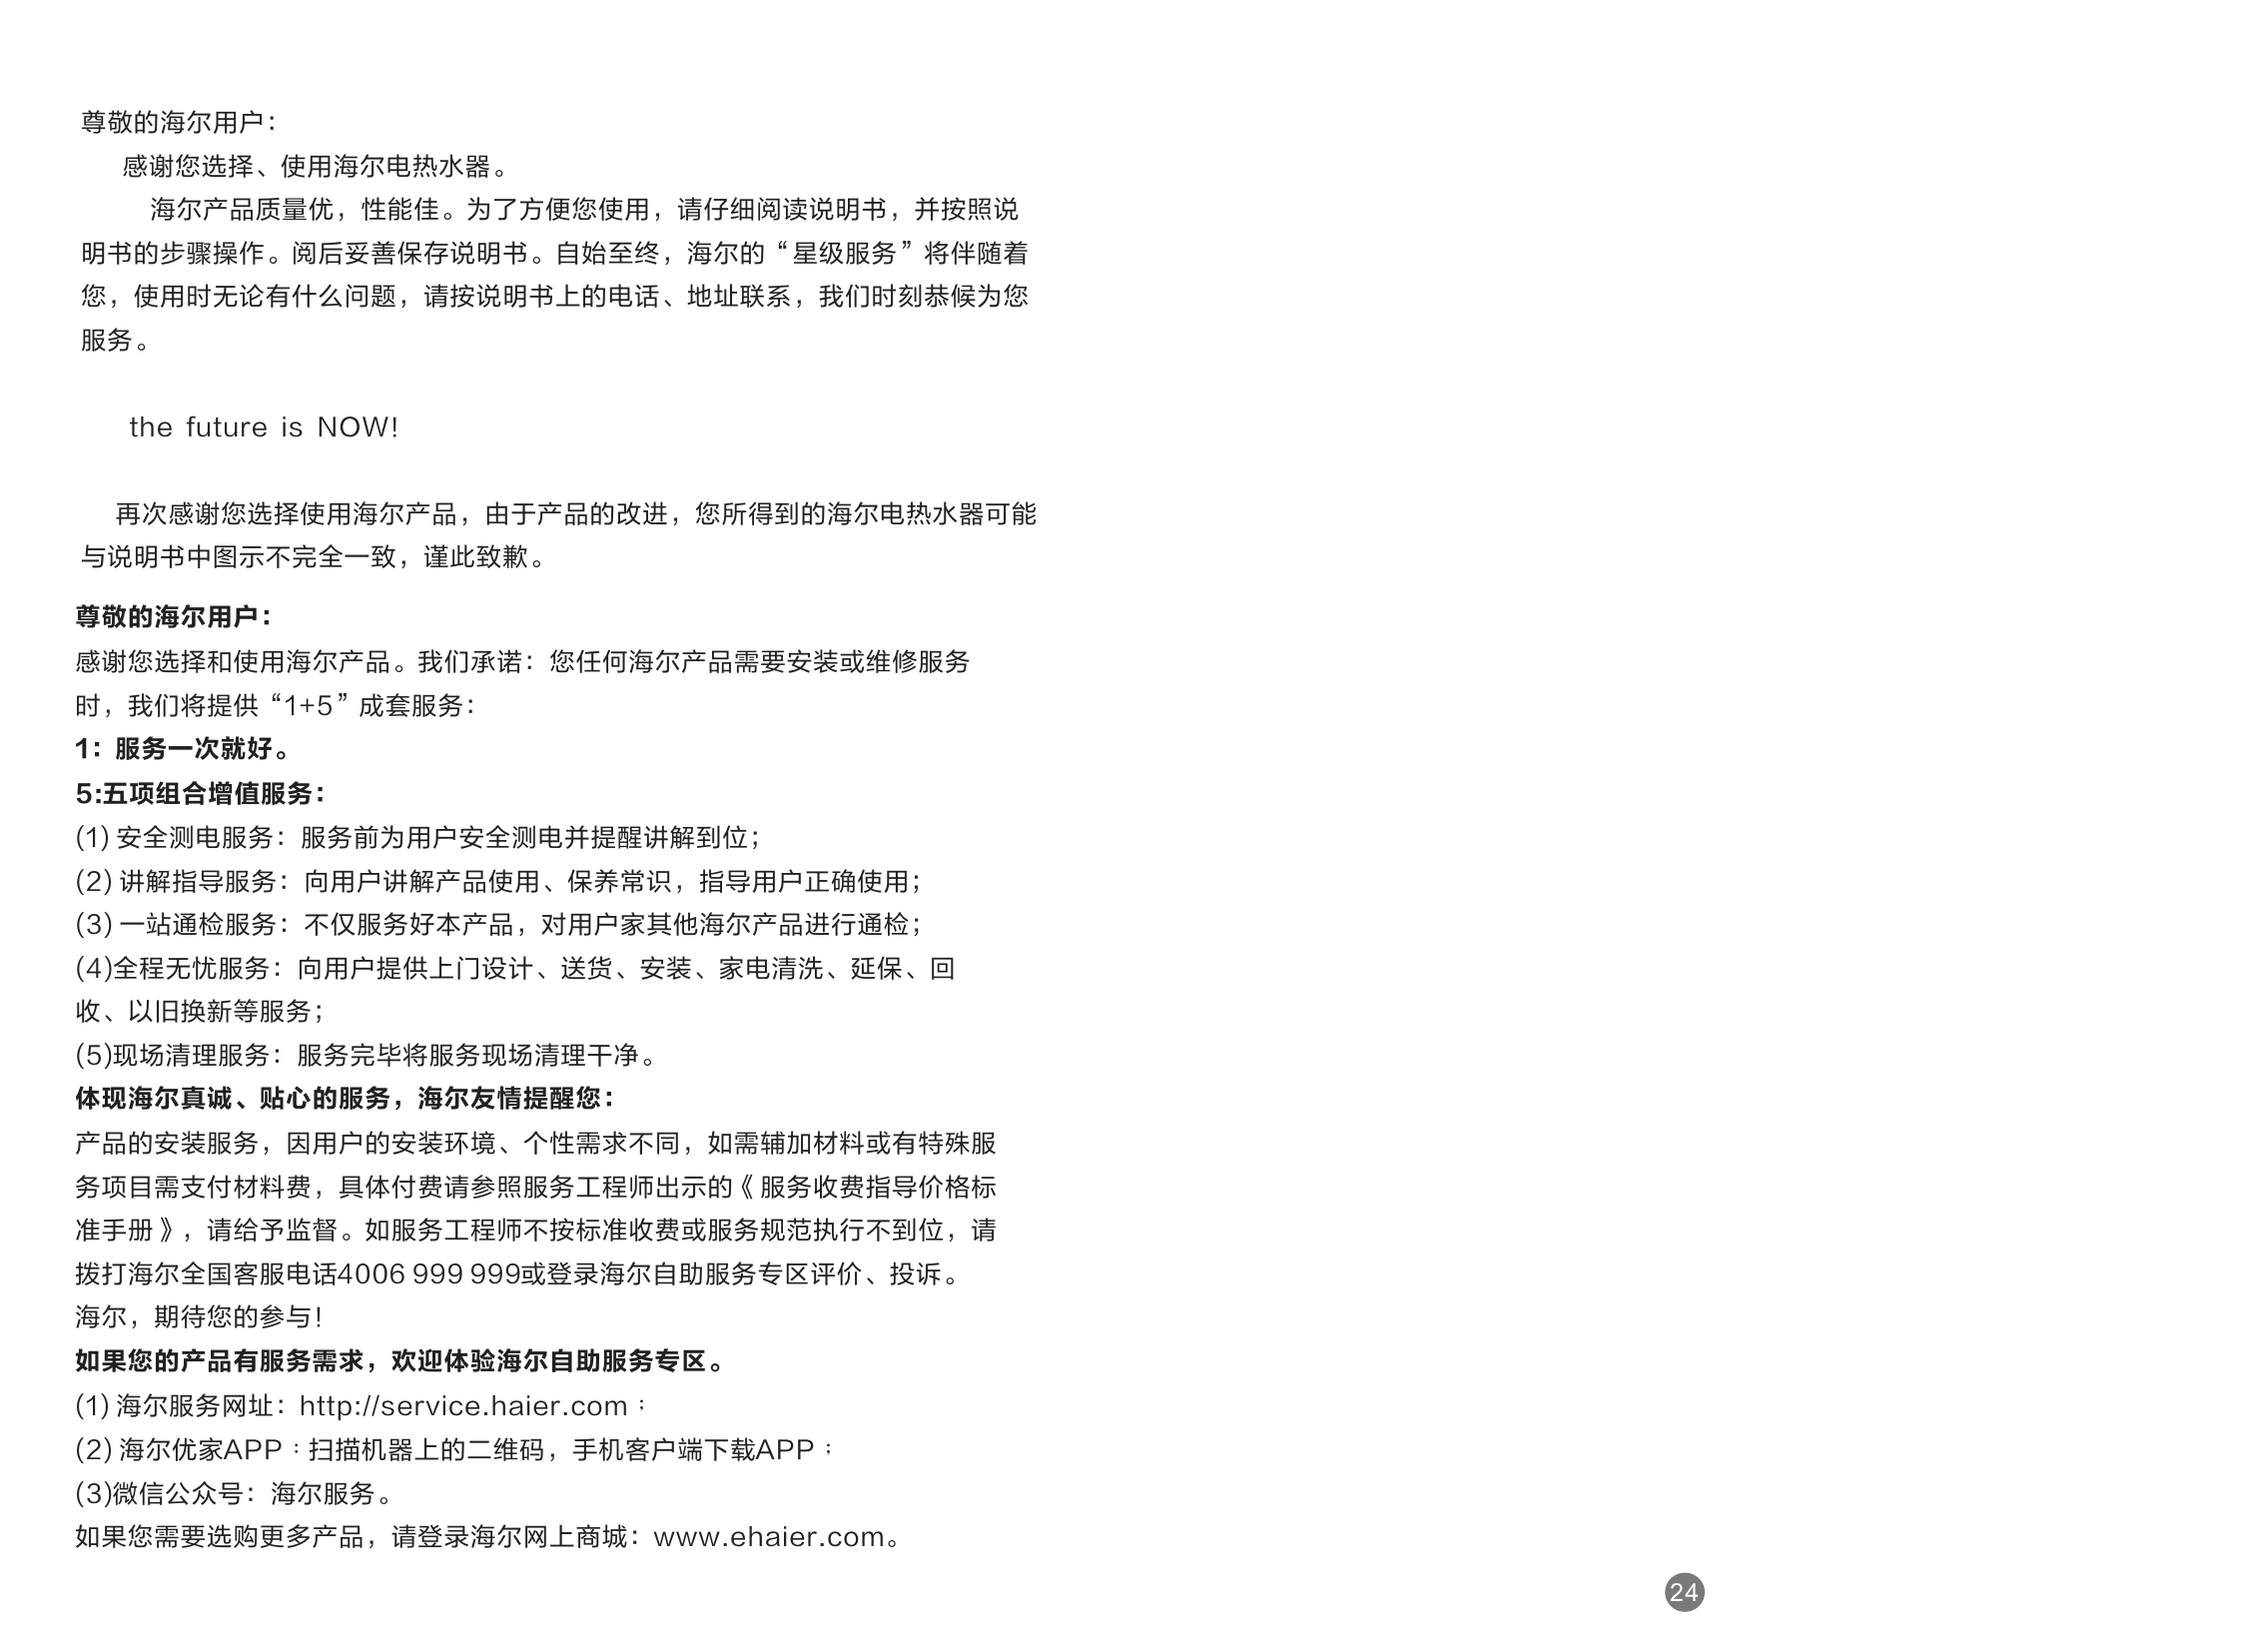 尊敬的海尔用户：
感谢您选择、使用海尔电热水器。
海尔产品质量优，性能佳。为了方便您使用，请仔细阅读说明书，并按照说
明书的步骤操作。阅后妥善保存说明书。自始至终，海尔的“星级服务”将伴随着
您，使用时无论有什么问题，请按说明书上的电话、地址联系，我们时刻恭候为您
服务。
the future is NOW!
再次感谢您选择使用海尔产品，由于产品的改进，您所得到的海尔电热水器可能
与说明书中图示不完全一致，谨此致歉。
尊敬的海尔用户：
感谢您选择和使用海尔产品。我们承诺：您任何海尔产品需要安装或维修服务
时，我们将提供“1+5”成套服务：
1：服务一次就好。
5:五项组合增值服务：
(1) 安全测电服务：服务前为用户安全测电并提醒讲解到位；
(2) 讲解指导服务：向用户讲解产品使用、保养常识，指导用户正确使用；
(3) 一站通检服务：不仅服务好本产品，对用户家其他海尔产品进行通检；
(4)全程无忧服务：向用户提供上门设计、送货、安装、家电清洗、延保、回
收、以旧换新等服务；
(5)现场清理服务：服务完毕将服务现场清理干净。
体现海尔真诚、贴心的服务，海尔友情提醒您：
产品的安装服务，因用户的安装环境、个性需求不同，如需辅加材料或有特殊服
务项目需支付材料费，具体付费请参照服务工程师出示的《服务收费指导价格标
准手册》，请给予监督。如服务工程师不按标准收费或服务规范执行不到位，请
拨打海尔全国客服电话4006 999 999或登录海尔自助服务专区评价、投诉。
海尔，期待您的参与！
如果您的产品有服务需求，欢迎体验海尔自助服务专区。
(1) 海尔服务网址：http://service.haier.com；
(2) 海尔优家APP：扫描机器上的二维码，手机客户端下载APP；
(3)微信公众号：海尔服务。
如果您需要选购更多产品，请登录海尔网上商城：www.ehaier.com。
24